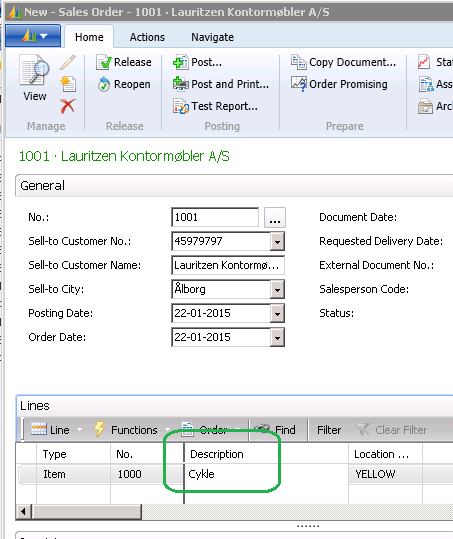 New - Sales Order - 1001 · Lauritzen Kontormøbler A/S
Home Actions Navigate
View
Manage
Release
Reopen
Release
Post...
Post and Print...
Test Report...
Posting
Copy Document...
Order Promising
Prepare
1001 · Lauritzen Kontormøbler A/S
General
No.: 1001 ... Document Date:
Sell-to Customer No.: 45979797 Requested Delivery Date:
Sell-to Customer Name: Lauritzen Kontormø... External Document No.:
Sell-to City: Ålborg Salesperson Code:
Posting Date: 22-01-2015 Status:
Order Date: 22-01-2015
Lines
Line Functions Order Find Filter Clear Filter
Type No. Description Location ...
Item 1000 Cykle YELLOW